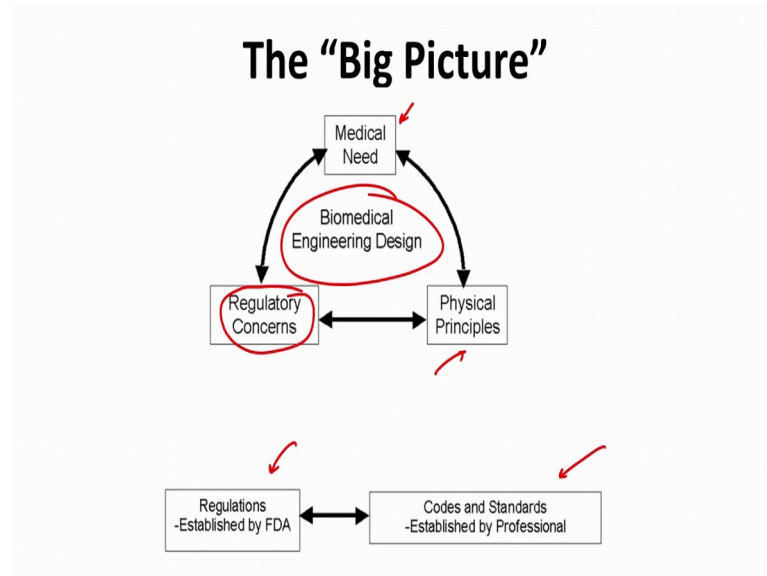 The “Big Picture”
Medical
Need
Biomedical
Engineering Design
Regulatory
Concerns
Physical
Principles
Regulations
-Established by FDA
Codes and Standards
-Established by Professional